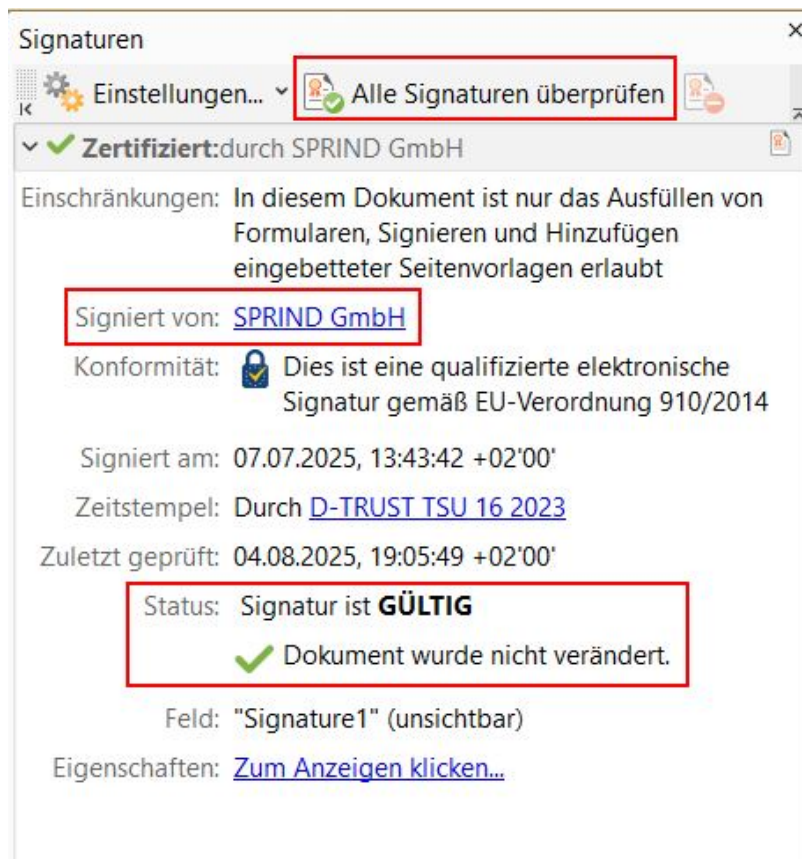 Signaturen
Einstellungen... Alle Signaturen überprüfen
Zertifiziert:durch SPRIND GmbH
Einschränkungen: In diesem Dokument ist nur das Ausfüllen von
Formularen, Signieren und Hinzufügen
eingebetteter Seitenvorlagen erlaubt
Signiert von: SPRIND GmbH
Konformität: Dies ist eine qualifizierte elektronische
Signatur gemäß EU-Verordnung 910/2014
Signiert am: 07.07.2025, 13:43:42 +02'00'
Zeitstempel: Durch D-TRUST TSU 16 2023
Zuletzt geprüft: 04.08.2025, 19:05:49 +02'00'
Status: Signatur ist GÜLTIG
Dokument wurde nicht verändert.
Feld: "Signature1" (unsichtbar)
Eigenschaften: Zum Anzeigen klicken...